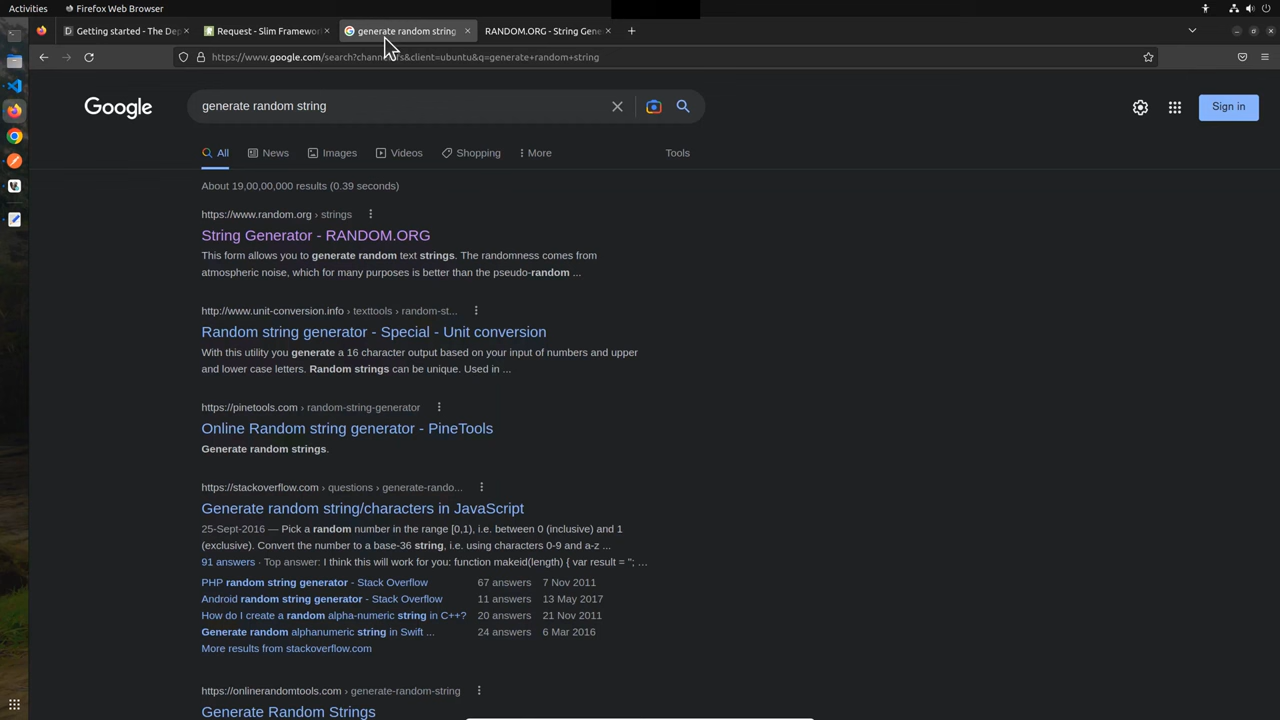 Activities
Firefox Web Browser
Getting started - The Dep
Request - Slim Framework
generate random string
RANDOM.ORG - String Gene
https://www.google.com/search?channel=fs&client=ubuntu&q=generate+random+string
Google
generate random string
Sign in
All
News
Images
Videos
Shopping
More
Tools
About 19,00,00,000 results (0.39 seconds)
https://www.random.org › strings
String Generator - RANDOM.ORG
This form allows you to generate random text strings. The randomness comes from
atmospheric noise, which for many purposes is better than the pseudo-random ...
http://www.unit-conversion.info › texttools › random-st...
Random string generator - Special - Unit conversion
With this utility you generate a 16 character output based on your input of numbers and upper
and lower case letters. Random strings can be unique. Used in ...
https://pinetools.com › random-string-generator
Online Random string generator - PineTools
Generate random strings.
https://stackoverflow.com › questions › generate-rando...
Generate random string/characters in JavaScript
25-Sept-2016 — Pick a random number in the range [0,1), i.e. between 0 (inclusive) and 1
(exclusive). Convert the number to a base-36 string, i.e. using characters 0-9 and a-z ...
91 answers · Top answer: I think this will work for you: function makeid(length) { var result = ''; ...
PHP random string generator - Stack Overflow 67 answers 7 Nov 2011
Android random string generator - Stack Overflow 11 answers 13 May 2017
How do I create a random alpha-numeric string in C++? 20 answers 21 Nov 2011
Generate random alphanumeric string in Swift ... 24 answers 6 Mar 2016
More results from stackoverflow.com
https://onlinerandomtools.com › generate-random-string
Generate Random Strings